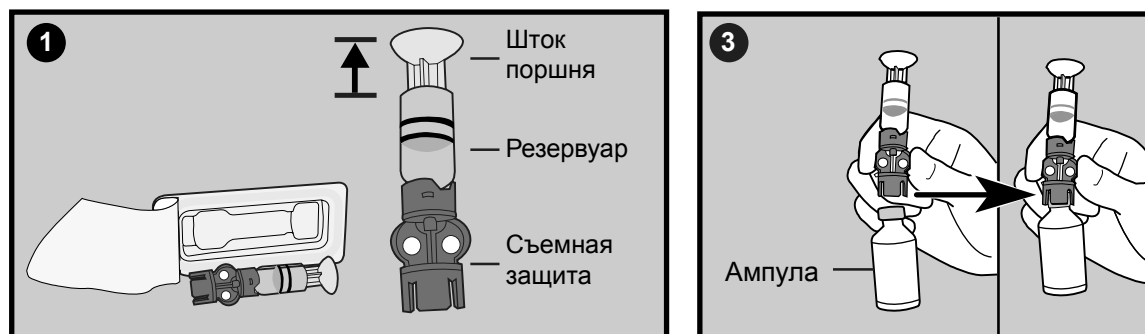 1
Шток
поршня
Резервуар
Съемная
защита
3
Ампула